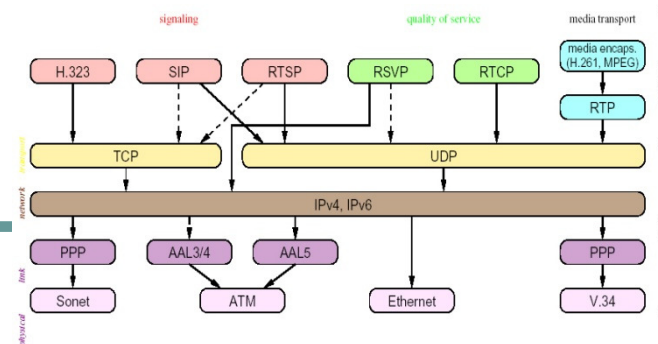 signaling
quality of service
media transport
H.323
SIP
RTSP
RSVP
RTCP
media encaps.
(H.261, MPEG)
RTP
transport
TCP
UDP
network
IPv4, IPv6
PPP
AAL3/4
AAL5
PPP
link
Sonet
ATM
Ethernet
V.34
physical